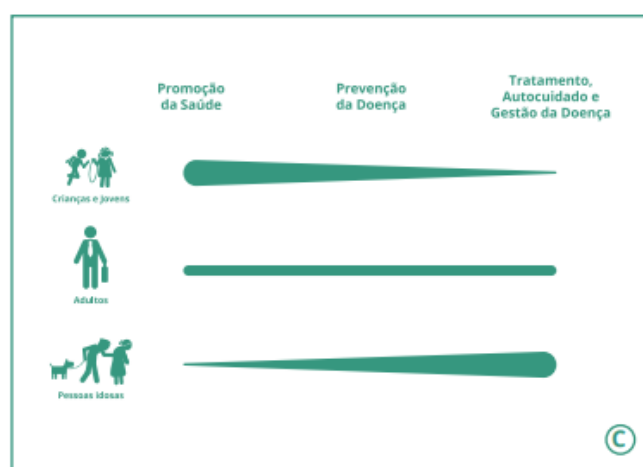 Promoção
da Saúde
Prevenção
da Doença
Tratamento,
Autocuidado e
Gestão da Doença
Crianças e Jovens
Adultos
Pessoas idosas
©